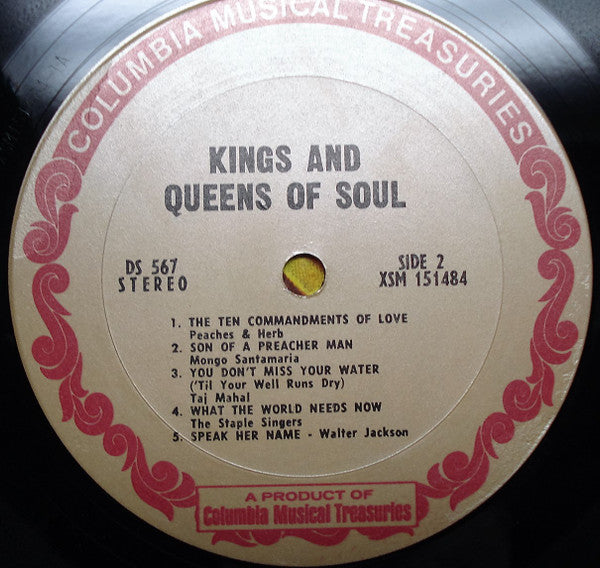 COLUMBIA MUSICAL TREASURIES
KINGS AND
QUEENS OF SOUL
DS 567
STEREO
SIDE 2
XSM 151484
1. THE TEN COMMANDMENTS OF LOVE
Peaches & Herb
2. SON OF A PREACHER MAN
Mongo Santamaria
3. YOU DON'T MISS YOUR WATER
('Til Your Well Runs Dry)
Taj Mahal
4. WHAT THE WORLD NEEDS NOW
The Staple Singers
5. SPEAK HER NAME - Walter Jackson
A PRODUCT OF
Columbia Musical Treasuries